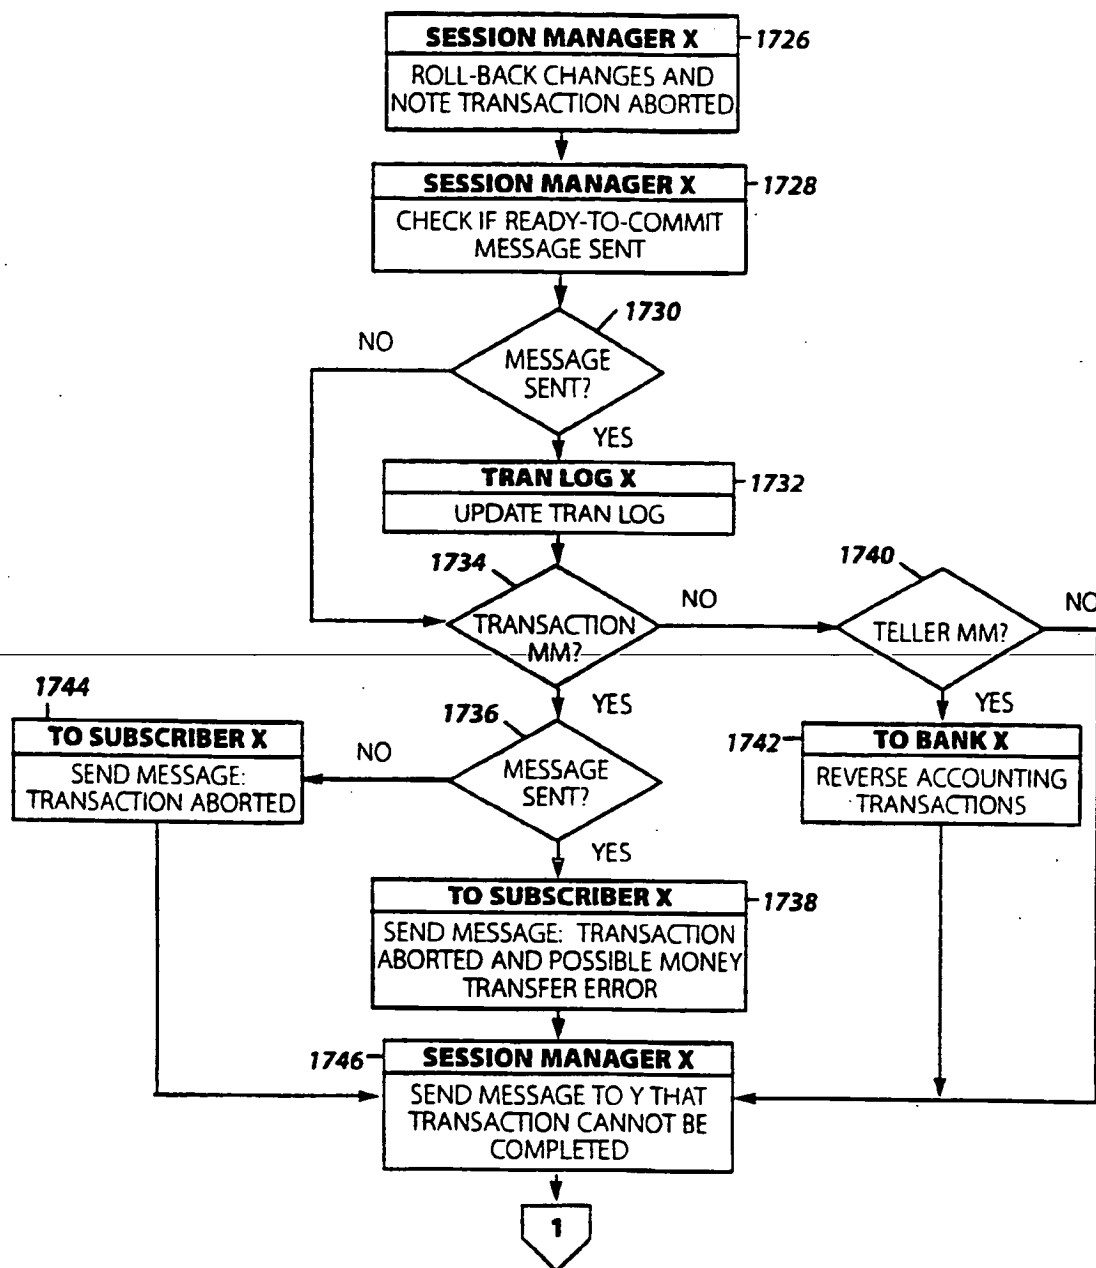 SESSION MANAGER X
1726
ROLL-BACK CHANGES AND
NOTE TRANSACTION ABORTED
SESSION MANAGER X
1728
CHECK IF READY-TO-COMMIT
MESSAGE SENT
1730
NO
MESSAGE
SENT?
YES
TRAN LOG X
1732
UPDATE TRAN LOG
1734
TRANSACTION
MM?
NO
1740
TELLER MM?
NO
YES
YES
1744
TO SUBSCRIBER X
SEND MESSAGE:
TRANSACTION ABORTED
1736
NO
MESSAGE
SENT?
1742
TO BANK X
REVERSE ACCOUNTING
TRANSACTIONS
YES
TO SUBSCRIBER X
1738
SEND MESSAGE: TRANSACTION
ABORTED AND POSSIBLE MONEY
TRANSFER ERROR
1746
SESSION MANAGER X
SEND MESSAGE TO Y THAT
TRANSACTION CANNOT BE
COMPLETED
1